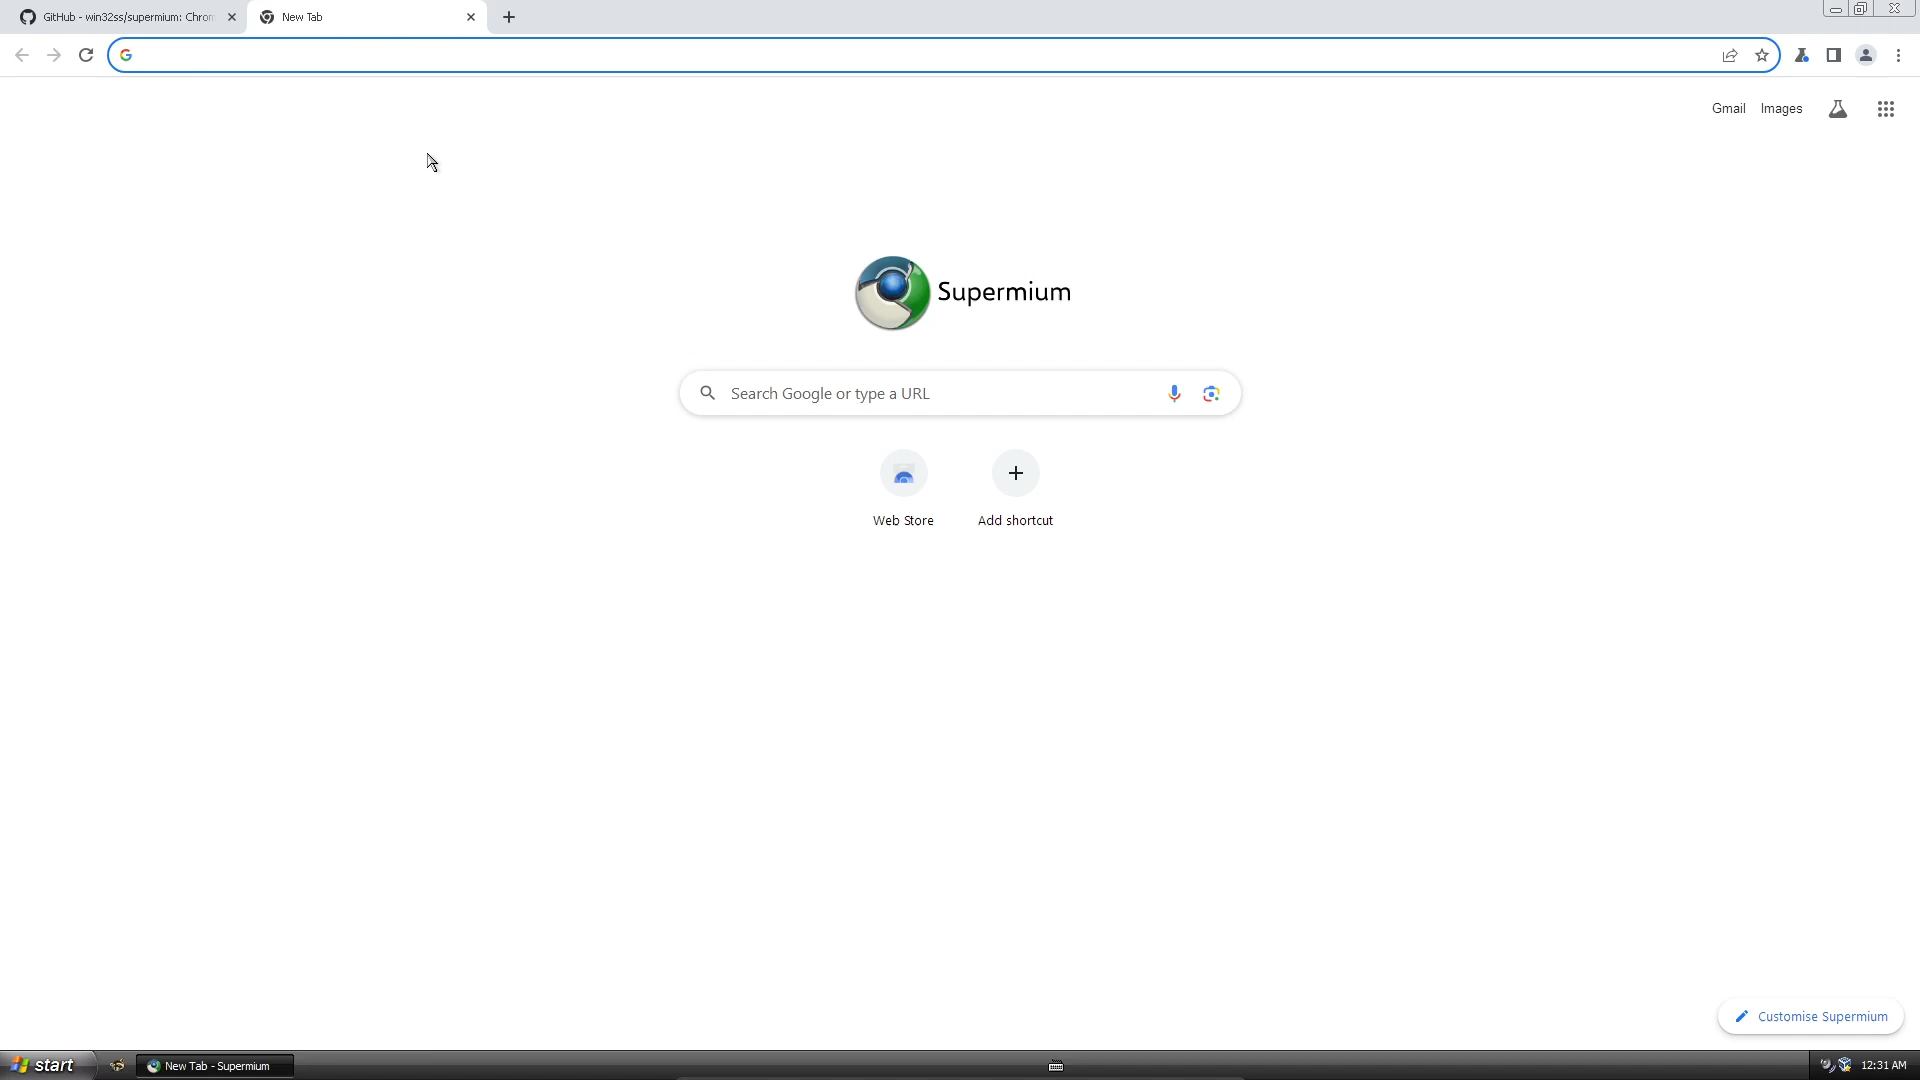 GitHub - win32ss/supermium: Chrom
New Tab
Gmail
Images
Supermium
Search Google or type a URL
Web Store
Add shortcut
Customise Supermium
start
New Tab - Supermium
12:31 AM